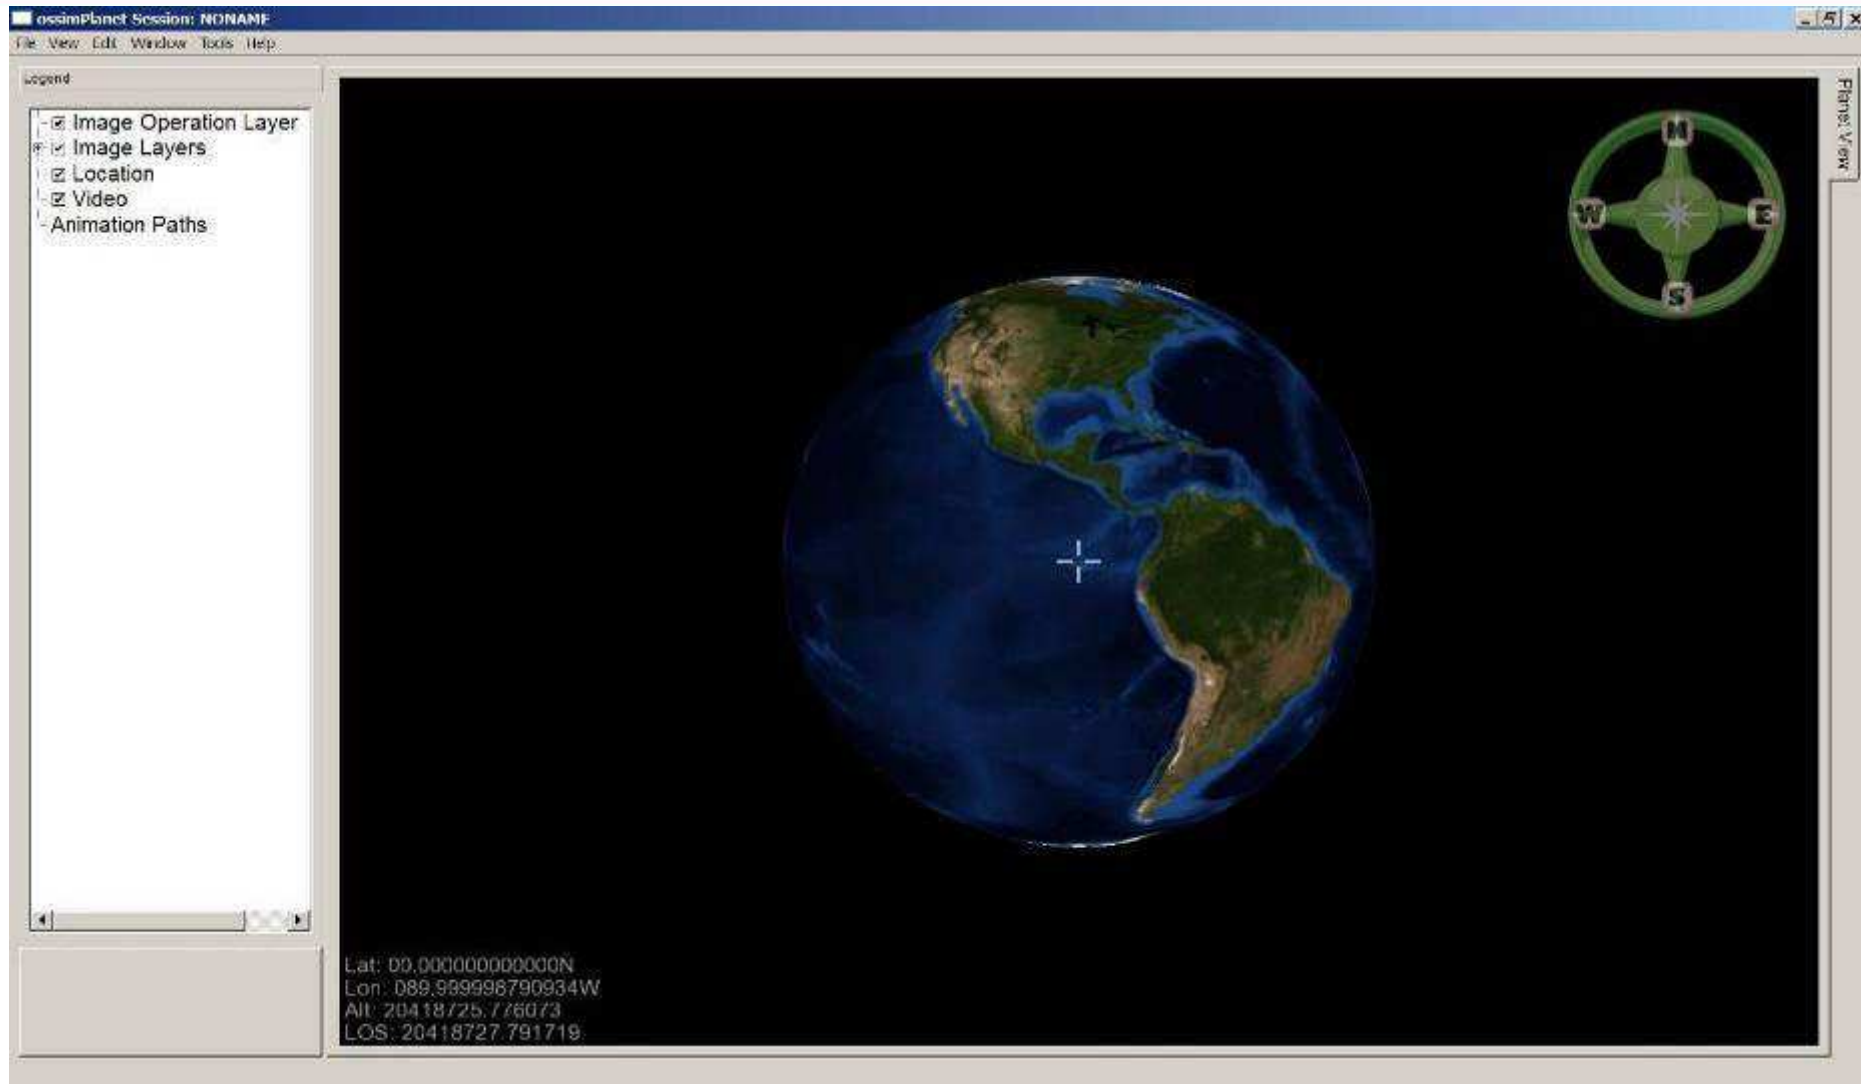 ossimPlanet Session: NONAME
File View Edit Window Tools Help
Legend
Image Operation Layer
Image Layers
Location
Video
Animation Paths
Planet View
N
W E
S
Lat: 00.0000000000000N
Lon: 089.999998790934W
Alt: 20418725.776073
LOS: 20418727.791719